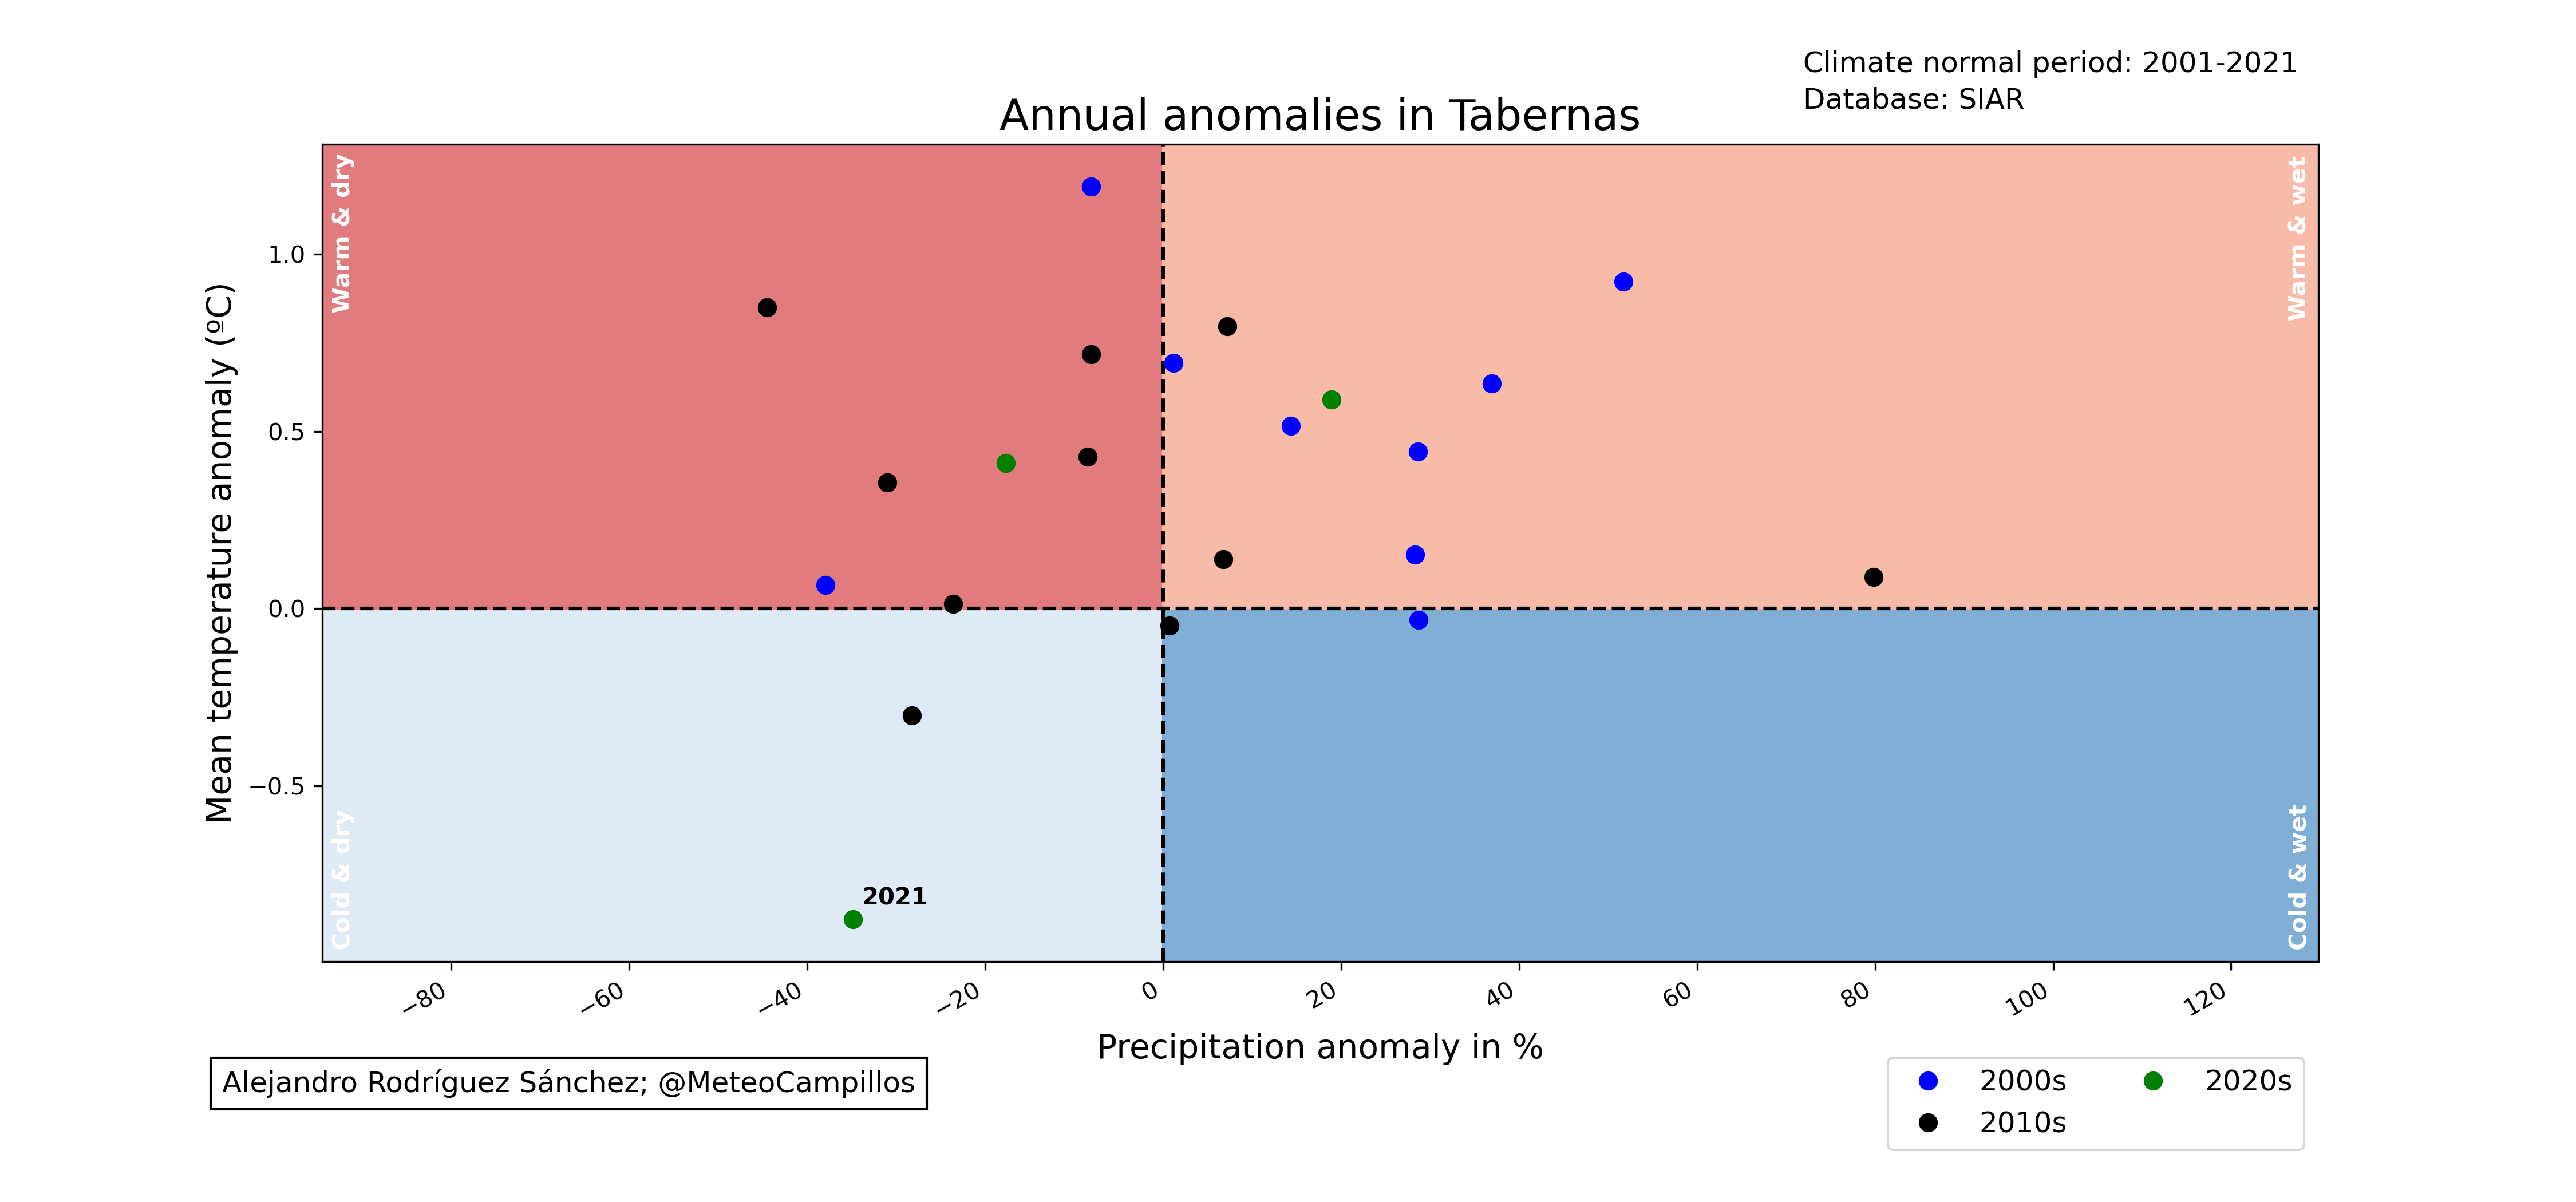 Climate normal period: 2001-2021
Database: SIAR
Annual anomalies in Tabernas
Warm & dry
Warm & wet
Mean temperature anomaly (ºC)
1.0
0.5
0.0
−0.5
2021
Cold & dry
Cold & wet
−80
−60
−40
−20
0
20
40
60
80
100
120
Precipitation anomaly in %
Alejandro Rodríguez Sánchez; @MeteoCampillos
2000s
2010s
2020s